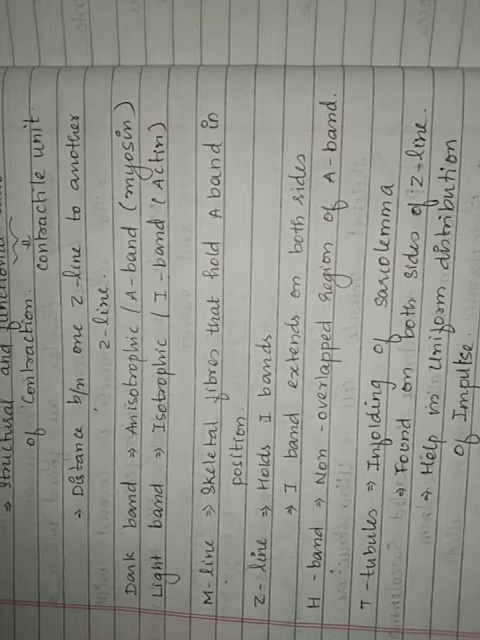 ⇒ Structural and functional unit
of Contraction.
↳ contractile unit.
⇒ Distance b/n one Z-line to another
Z-line.
Dark band ⇒ Anisotrophic (A-band (myosin)
Light band ⇒ Isotrophic (I-band (Actin)
M-line ⇒ Skeletal fibres that hold A band in
position.
Z-line ⇒ Holds I bands
⇒ I band extends on both sides
H-band ⇒ Non-overlapped region of A-band.
T-tubules ⇒ Infolding of sarcolemma
⇒ Found on both sides of Z-line.
⇒ Help in Uniform distribution
of Impulse.